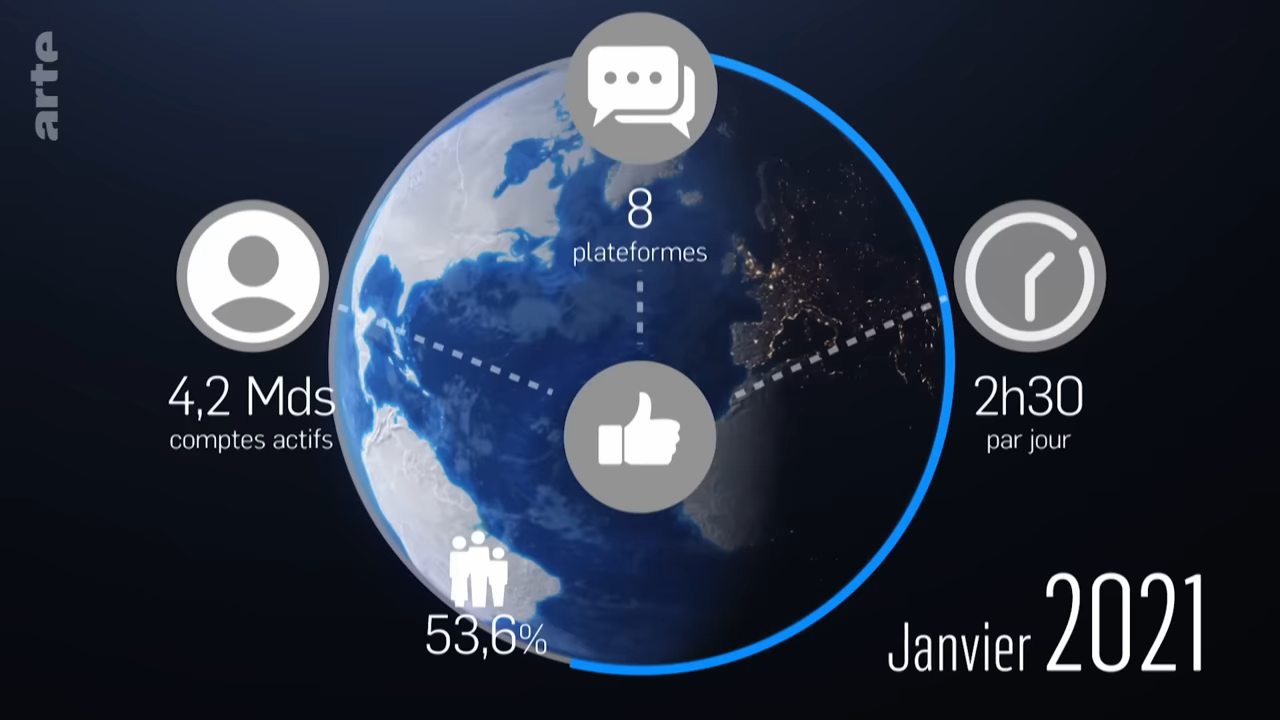 arte
8
plateformes
4,2 Mds
comptes actifs
2h30
par jour
53,6%
Janvier 2021